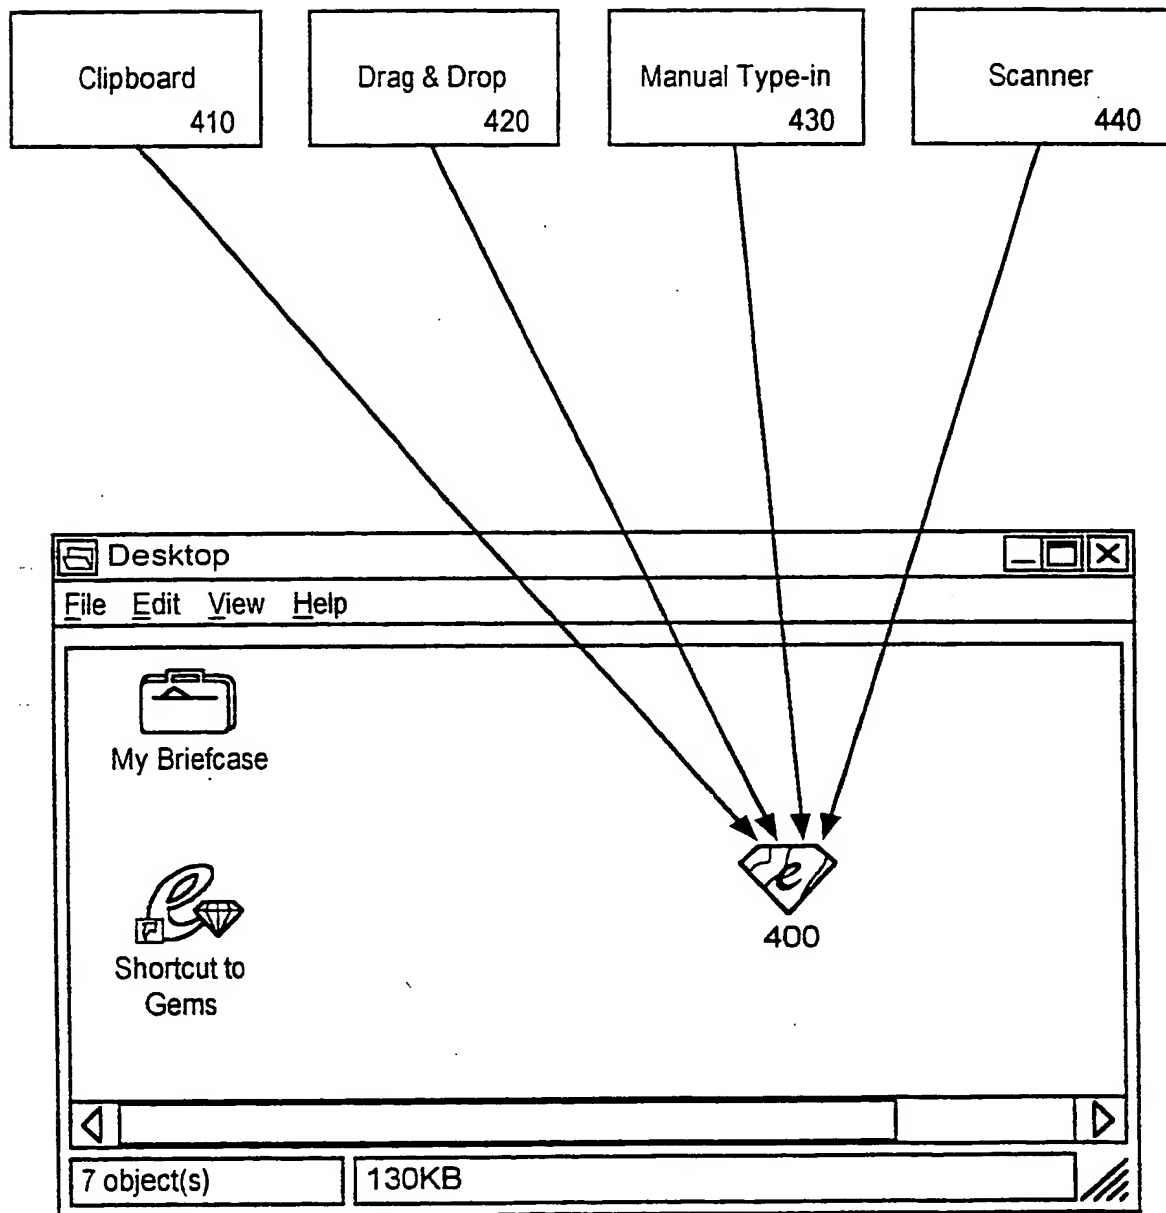 Clipboard
410
Drag & Drop
420
Manual Type-in
430
Scanner
440
Desktop
File Edit View Help
My Briefcase
e
400
e
Shortcut to
Gems
7 object(s)
130KB